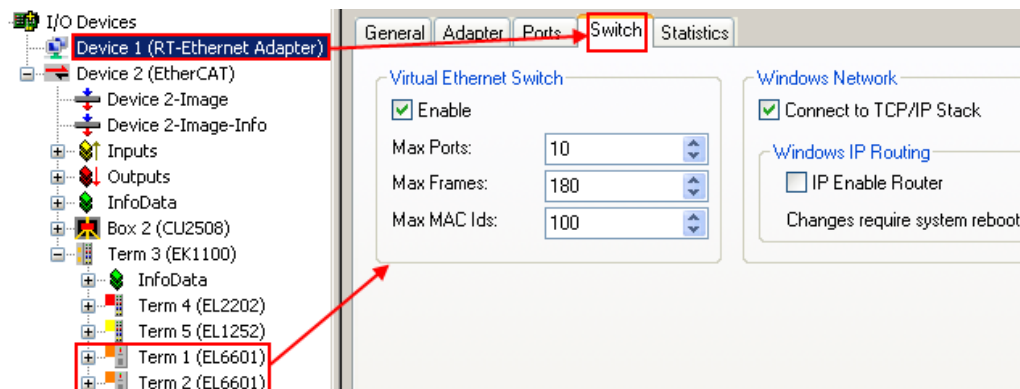 I/O Devices
Device 1 (RT-Ethernet Adapter)
Device 2 (EtherCAT)
Device 2-Image
Device 2-Image-Info
Inputs
Outputs
InfoData
Box 2 (CU2508)
Term 3 (EK1100)
InfoData
Term 4 (EL2202)
Term 5 (EL1252)
Term 1 (EL6601)
Term 2 (EL6601)
General Adapter Ports Switch Statistics
Virtual Ethernet Switch
Enable
Max Ports: 10
Max Frames: 180
Max MAC Ids: 100
Windows Network
Connect to TCP/IP Stack
Windows IP Routing
IP Enable Router
Changes require system reboot